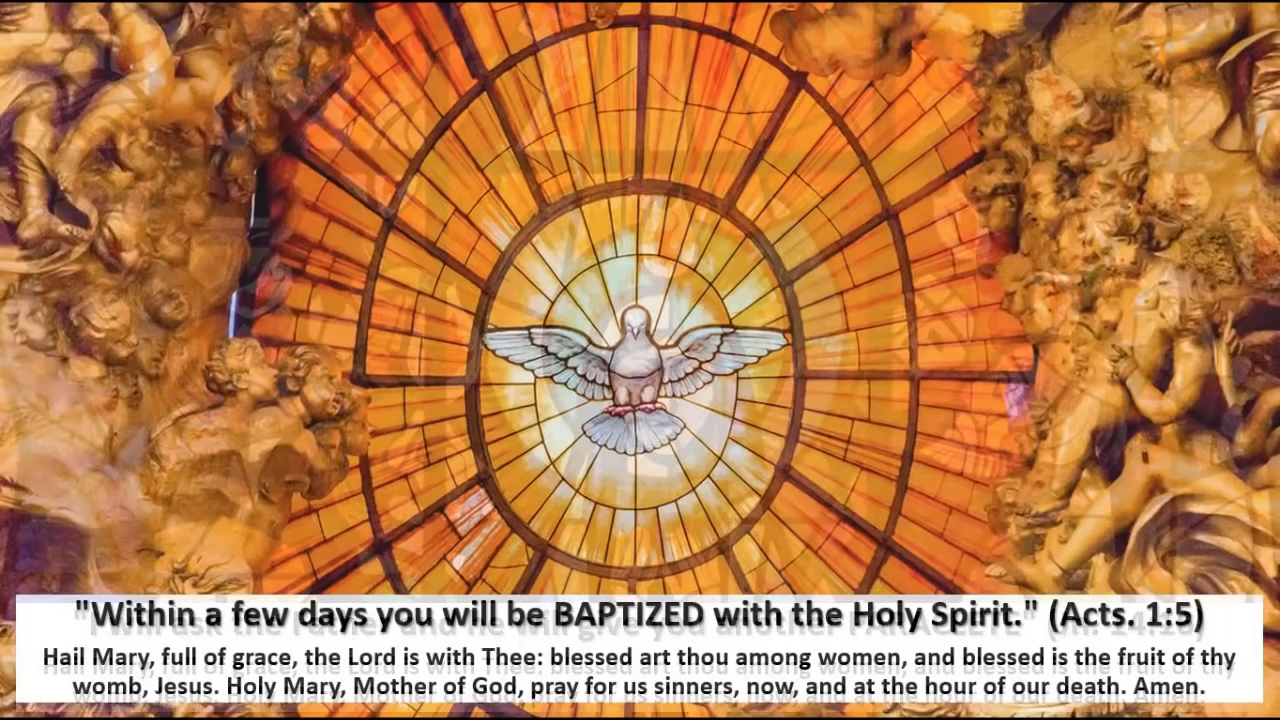 "Within a few days you will be BAPTIZED with the Holy Spirit." (Acts. 1:5)
Hail Mary, full of grace, the Lord is with Thee: blessed art thou among women, and blessed is the fruit of thy
womb, Jesus. Holy Mary, Mother of God, pray for us sinners, now, and at the hour of our death. Amen.